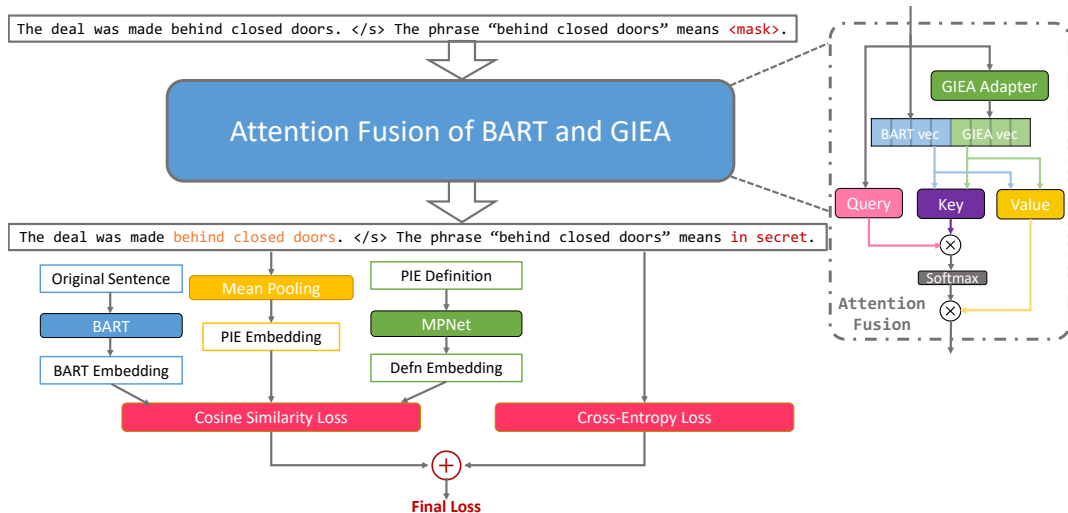 The deal was made behind closed doors. </s> The phrase “behind closed doors” means <mask>.
Attention Fusion of BART and GIEA
The deal was made behind closed doors. </s> The phrase “behind closed doors” means in secret.
Original Sentence
BART
BART Embedding
Mean Pooling
PIE Embedding
PIE Definition
MPNet
Defn Embedding
Cosine Similarity Loss
Cross-Entropy Loss
+
Final Loss
GIEA Adapter
BART vec
GIEA vec
Query
Key
Value
×
Softmax
×
Attention
Fusion